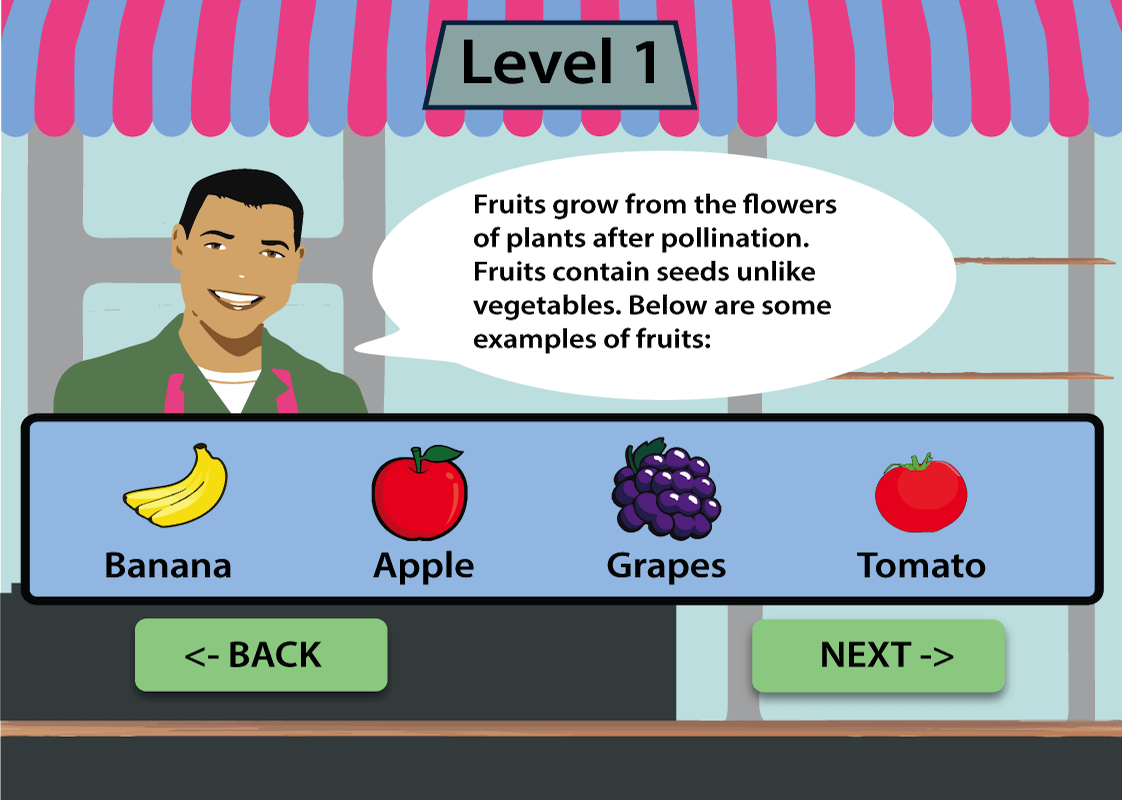 Level 1
Fruits grow from the flowers
of plants after pollination.
Fruits contain seeds unlike
vegetables. Below are some
examples of fruits:
Banana
Apple
Grapes
Tomato
<- BACK
NEXT ->